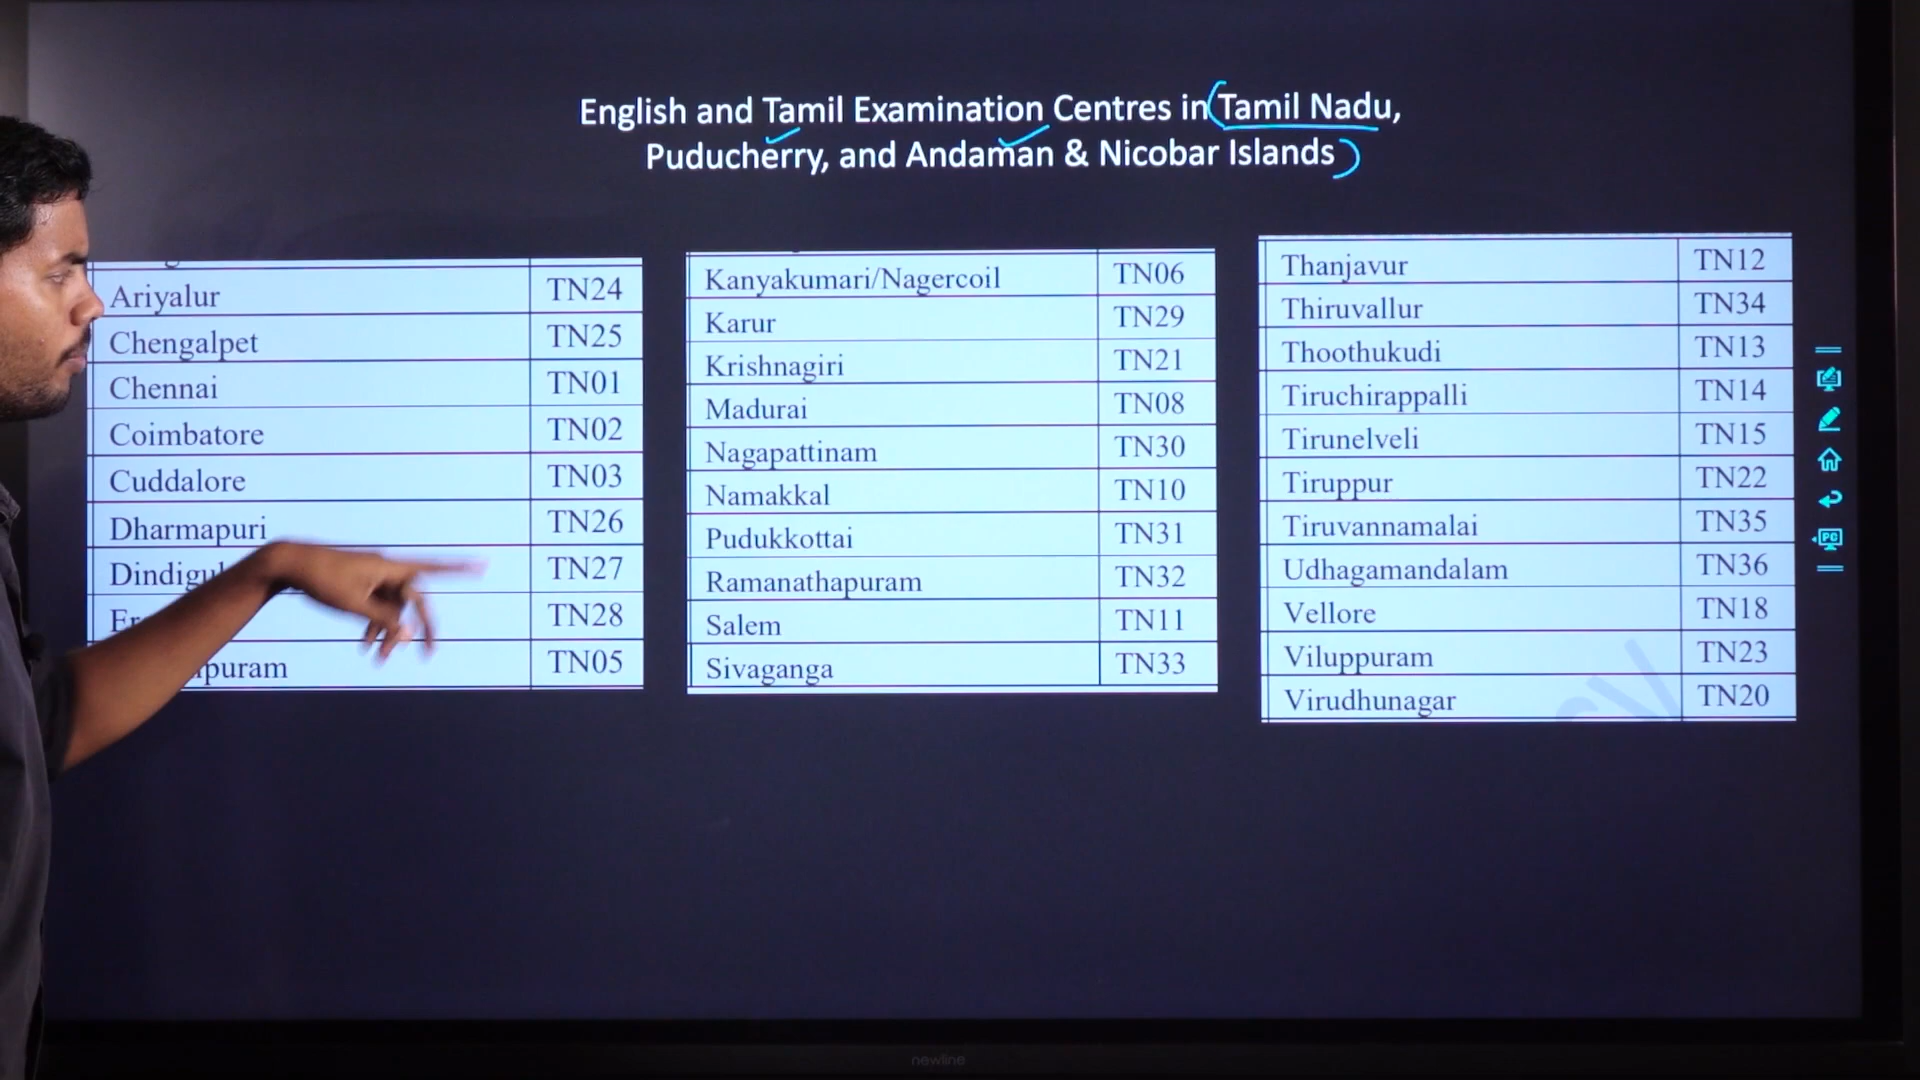 English and Tamil Examination Centres in Tamil Nadu,
Puducherry, and Andaman & Nicobar Islands
Ariyalur TN24
Chengalpet TN25
Chennai TN01
Coimbatore TN02
Cuddalore TN03
Dharmapuri TN26
TN27
TN28
TN05
Kanyakumari/Nagercoil TN06
Karur TN29
Krishnagiri TN21
Madurai TN08
Nagapattinam TN30
Namakkal TN10
Pudukkottai TN31
Ramanathapuram TN32
Salem TN11
Sivaganga TN33
Thanjavur TN12
Thiruvallur TN34
Thoothukudi TN13
Tiruchirappalli TN14
Tirunelveli TN15
Tiruppur TN22
Tiruvannamalai TN35
Udhagamandalam TN36
Vellore TN18
Viluppuram TN23
Virudhunagar TN20
PC
newline